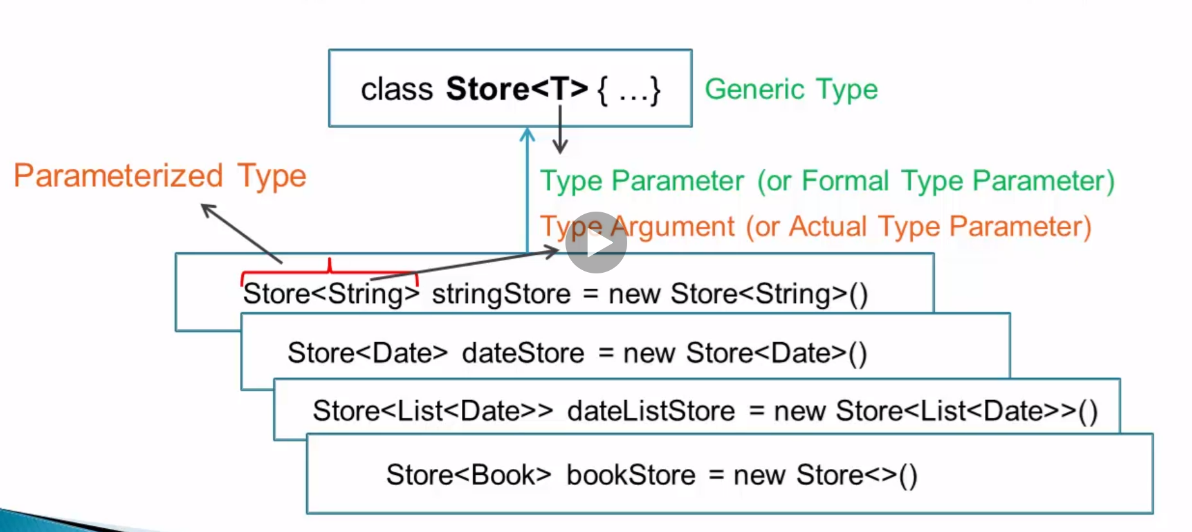 class Store<T> { …}
Generic Type
Parameterized Type
Type Parameter (or Formal Type Parameter)
Type Argument (or Actual Type Parameter)
Store<String> stringStore = new Store<String>()
Store<Date> dateStore = new Store<Date>()
Store<List<Date>> dateListStore = new Store<List<Date>>()
Store<Book> bookStore = new Store<>()